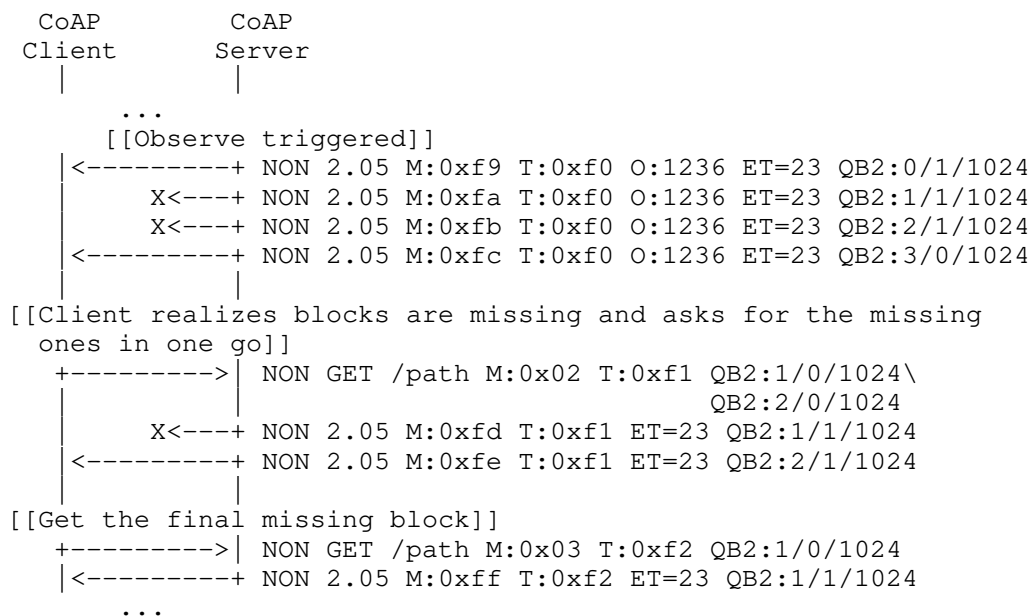 CoAP        CoAP
Client      Server
|          |
...
[[Observe triggered]]
|<---------+ NON 2.05 M:0xf9 T:0xf0 O:1236 ET=23 QB2:0/1/1024
|     X<---+ NON 2.05 M:0xfa T:0xf0 O:1236 ET=23 QB2:1/1/1024
|     X<---+ NON 2.05 M:0xfb T:0xf0 O:1236 ET=23 QB2:2/1/1024
|<---------+ NON 2.05 M:0xfc T:0xf0 O:1236 ET=23 QB2:3/0/1024
|          |
[[Client realizes blocks are missing and asks for the missing
ones in one go]]
+--------->| NON GET /path M:0x02 T:0xf1 QB2:1/0/1024\
|          |                             QB2:2/0/1024
|     X<---+ NON 2.05 M:0xfd T:0xf1 ET=23 QB2:1/1/1024
|<---------+ NON 2.05 M:0xfe T:0xf1 ET=23 QB2:2/1/1024
|          |
[[Get the final missing block]]
+--------->| NON GET /path M:0x03 T:0xf2 QB2:1/0/1024
|<---------+ NON 2.05 M:0xff T:0xf2 ET=23 QB2:1/1/1024
...